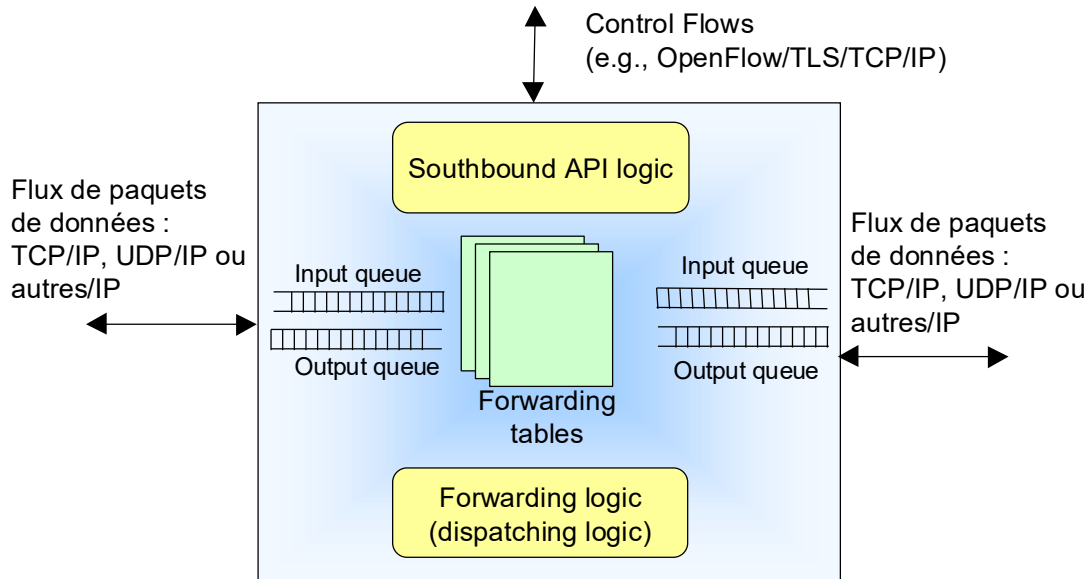 Control Flows
(e.g., OpenFlow/TLS/TCP/IP)
Southbound API logic
Flux de paquets
de données :
TCP/IP, UDP/IP ou
autres/IP
Input queue
Output queue
Forwarding
tables
Input queue
Output queue
Flux de paquets
de données :
TCP/IP, UDP/IP ou
autres/IP
Forwarding logic
(dispatching logic)